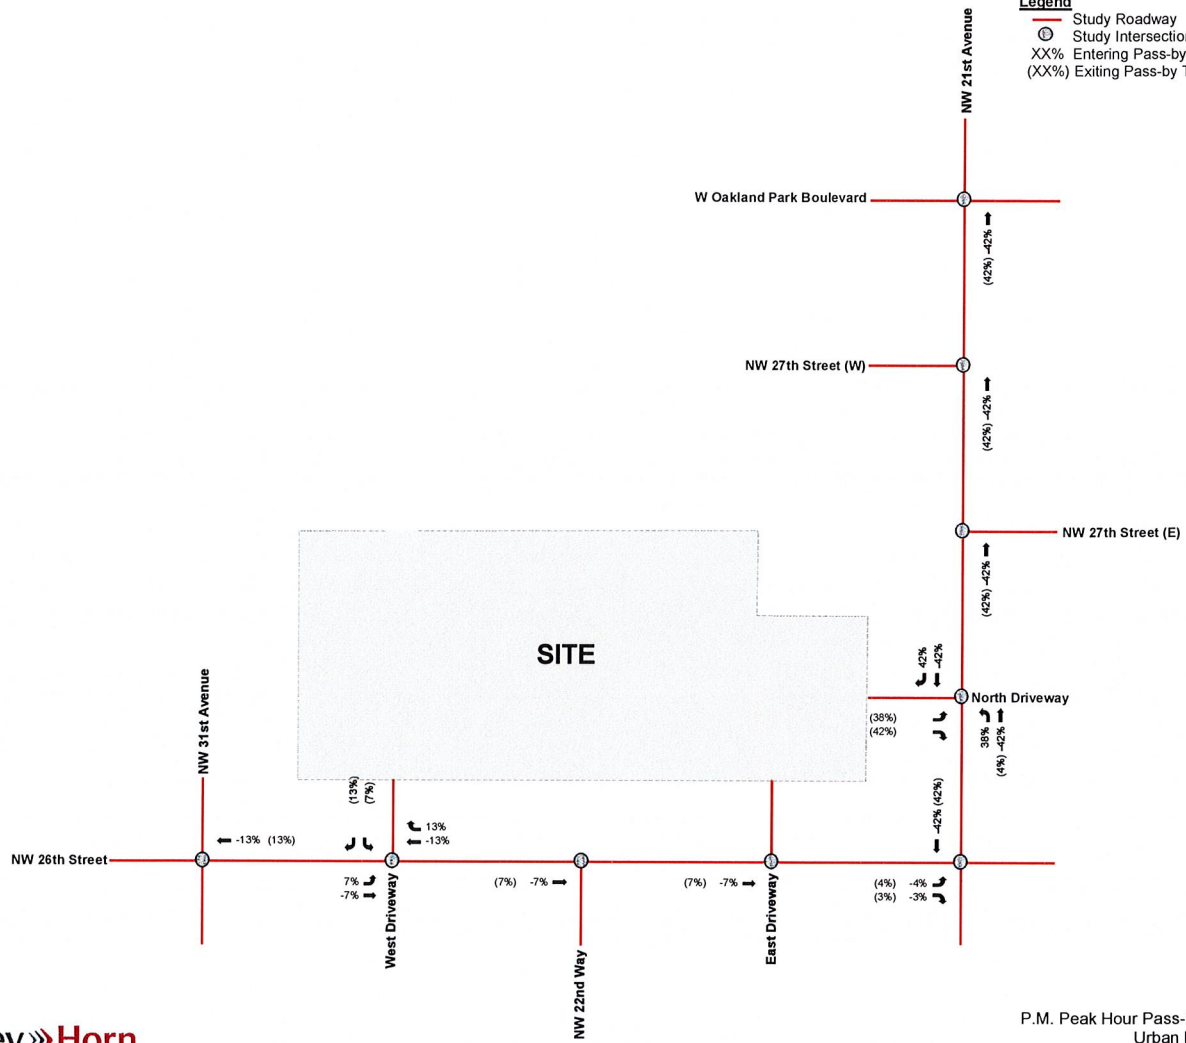 Legend
Study Roadway
Study Intersection
XX% Entering Pass-by
(XX%) Exiting Pass-by T
NW 21st Avenue
W Oakland Park Boulevard
(42%) -42%
NW 27th Street (W)
(42%) -42%
NW 27th Street (E)
(42%) -42%
SITE
42%
-42%
North Driveway
(38%)
(42%)
38%
(4%) -42%
NW 31st Avenue
(13%)
(7%)
-42% (42%)
13%
-13%
-13% (13%)
NW 26th Street
7%
-7%
West Driveway
(7%) -7%
NW 22nd Way
(7%) -7%
East Driveway
(4%) -4%
(3%) -3%
ey Horn
P.M. Peak Hour Pass-
Urban